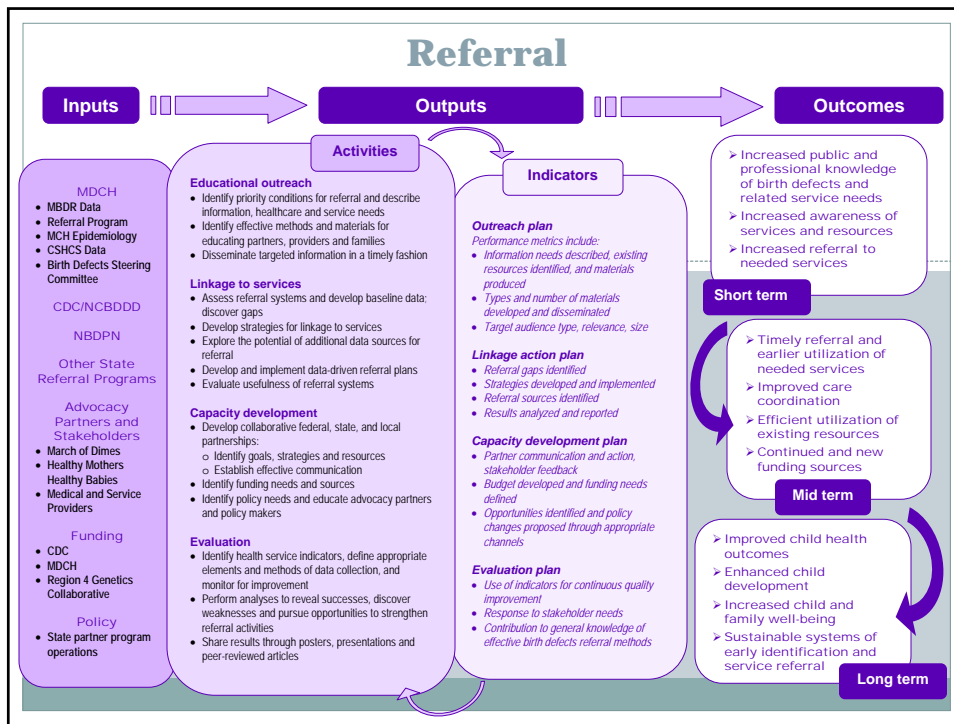 Referral
Inputs
Outputs
Outcomes
MDCH
• MBDR Data
• Referral Program
• MCH Epidemiology
• CSHCS Data
• Birth Defects Steering
Committee
CDC/NCBDDD
NBDPN
Other State
Referral Programs
Advocacy
Partners and
Stakeholders
• March of Dimes
• Healthy Mothers
Healthy Babies
• Medical and Service
Providers
Funding
• CDC
• MDCH
• Region 4 Genetics
Collaborative
Policy
• State partner program
operations
Activities
Educational outreach
• Identify priority conditions for referral and describe
information, healthcare and service needs
• Identify effective methods and materials for
educating partners, providers and families
• Disseminate targeted information in a timely fashion
Linkage to services
• Assess referral systems and develop baseline data;
discover gaps
• Develop strategies for linkage to services
• Explore the potential of additional data sources for
referral
• Develop and implement data-driven referral plans
• Evaluate usefulness of referral systems
Capacity development
• Develop collaborative federal, state, and local
partnerships:
o Identify goals, strategies and resources
o Establish effective communication
• Identify funding needs and sources
• Identify policy needs and educate advocacy partners
and policy makers
Evaluation
• Identify health service indicators, define appropriate
elements and methods of data collection, and
monitor for improvement
• Perform analyses to reveal successes, discover
weaknesses and pursue opportunities to strengthen
referral activities
• Share results through posters, presentations and
peer-reviewed articles
Indicators
Outreach plan
Performance metrics include:
• Information needs described, existing
resources identified, and materials
produced
• Types and number of materials
developed and disseminated
• Target audience type, relevance, size
Linkage action plan
• Referral gaps identified
• Strategies developed and implemented
• Referral sources identified
• Results analyzed and reported
Capacity development plan
• Partner communication and action,
stakeholder feedback
• Budget developed and funding needs
defined
• Opportunities identified and policy
changes proposed through appropriate
channels
Evaluation plan
• Use of indicators for continuous quality
improvement
• Response to stakeholder needs
• Contribution to general knowledge of
effective birth defects referral methods
➢ Increased public and
professional knowledge
of birth defects and
related service needs
➢ Increased awareness of
services and resources
➢ Increased referral to
needed services
Short term
➢ Timely referral and
earlier utilization of
needed services
➢ Improved care
coordination
➢ Efficient utilization of
existing resources
➢ Continued and new
funding sources
Mid term
➢ Improved child health
outcomes
➢ Enhanced child
development
➢ Increased child and
family well-being
➢ Sustainable systems of
early identification and
service referral
Long term